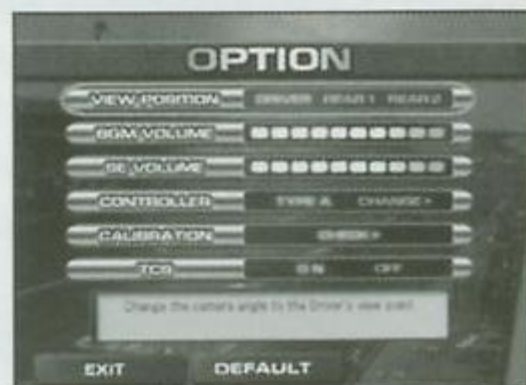 OPTION
VIEW POSITION DRIVER REAR 1 REAR 2
BGM VOLUME
SE VOLUME
CONTROLLER TYPE A CHANGE
CALIBRATION CHECK
TCS ON OFF
Change the camera angle to the Driver's view point
EXIT DEFAULT